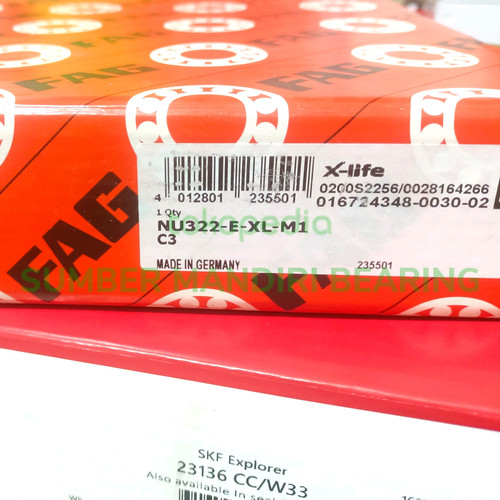 FAG
FAG
FAG
FAG
X-life
0200S2256/0028164266
016724348-0030-02
4 012801 235501
1 Qty
NU322-E-XL-M1
C3
MADE IN GERMANY
235501
tokopedia
SUMBER MANDIRI BEARING
SKF Explorer
23136 CC/W33
Also available in